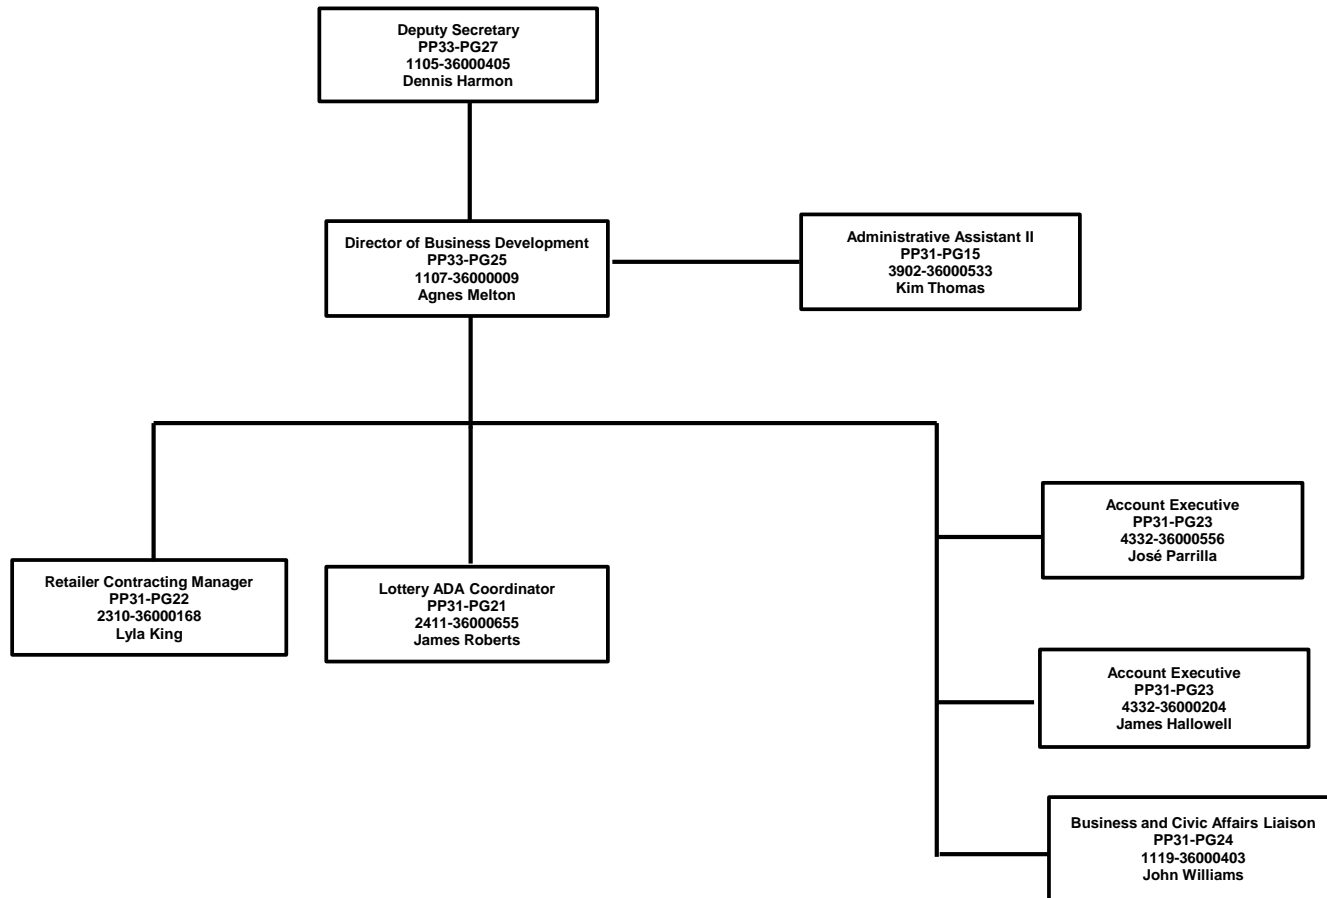 Deputy Secretary
PP33-PG27
1105-36000405
Dennis Harmon
Director of Business Development
PP33-PG25
1107-36000009
Agnes Melton
Administrative Assistant II
PP31-PG15
3902-36000533
Kim Thomas
Retailer Contracting Manager
PP31-PG22
2310-36000168
Lyla King
Lottery ADA Coordinator
PP31-PG21
2411-36000655
James Roberts
Account Executive
PP31-PG23
4332-36000556
José Parrilla
Account Executive
PP31-PG23
4332-36000204
James Hallowell
Business and Civic Affairs Liaison
PP31-PG24
1119-36000403
John Williams